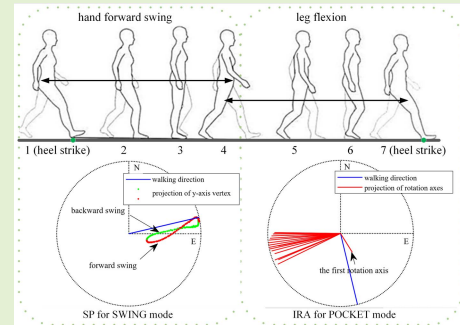 hand forward swing
leg flexion
1 (heel strike)
2
3
4
5
6
7 (heel strike)
N
walking direction
projection of y-axis vertex
backward swing
E
forward swing
SP for SWING mode
N
walking direction
projection of rotation axes
E
the first rotation axis
IRA for POCKET mode